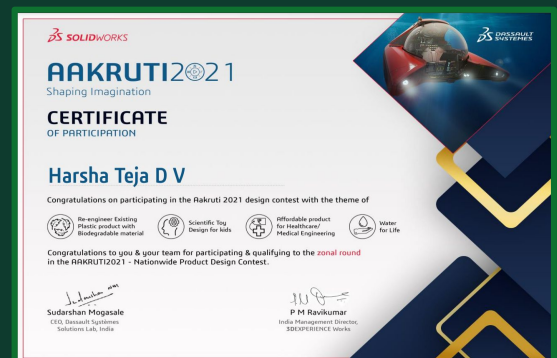 SOLIDWORKS
DASSAULT
SYSTEMES
AAKRUTI2021
Shaping Imagination
CERTIFICATE
OF PARTICIPATION
Harsha Teja D V
Congratulations on participating in the Aakruti 2021 design contest with the theme of
Re-engineer Existing
Plastic product with
Biodegradable material
Scientific Toy
Design for kids
Affordable product
for Healthcare/
Medical Engineering
Water
for Life
Congratulations to you & your team for participating & qualifying to the zonal round
in the AAKRUTI2021 - Nationwide Product Design Contest.
Sudarshan Mogasale
CEO, Dassault Systèmes
Solutions Lab, India
P M Ravikumar
India Management Director,
3DEXPERIENCE Works